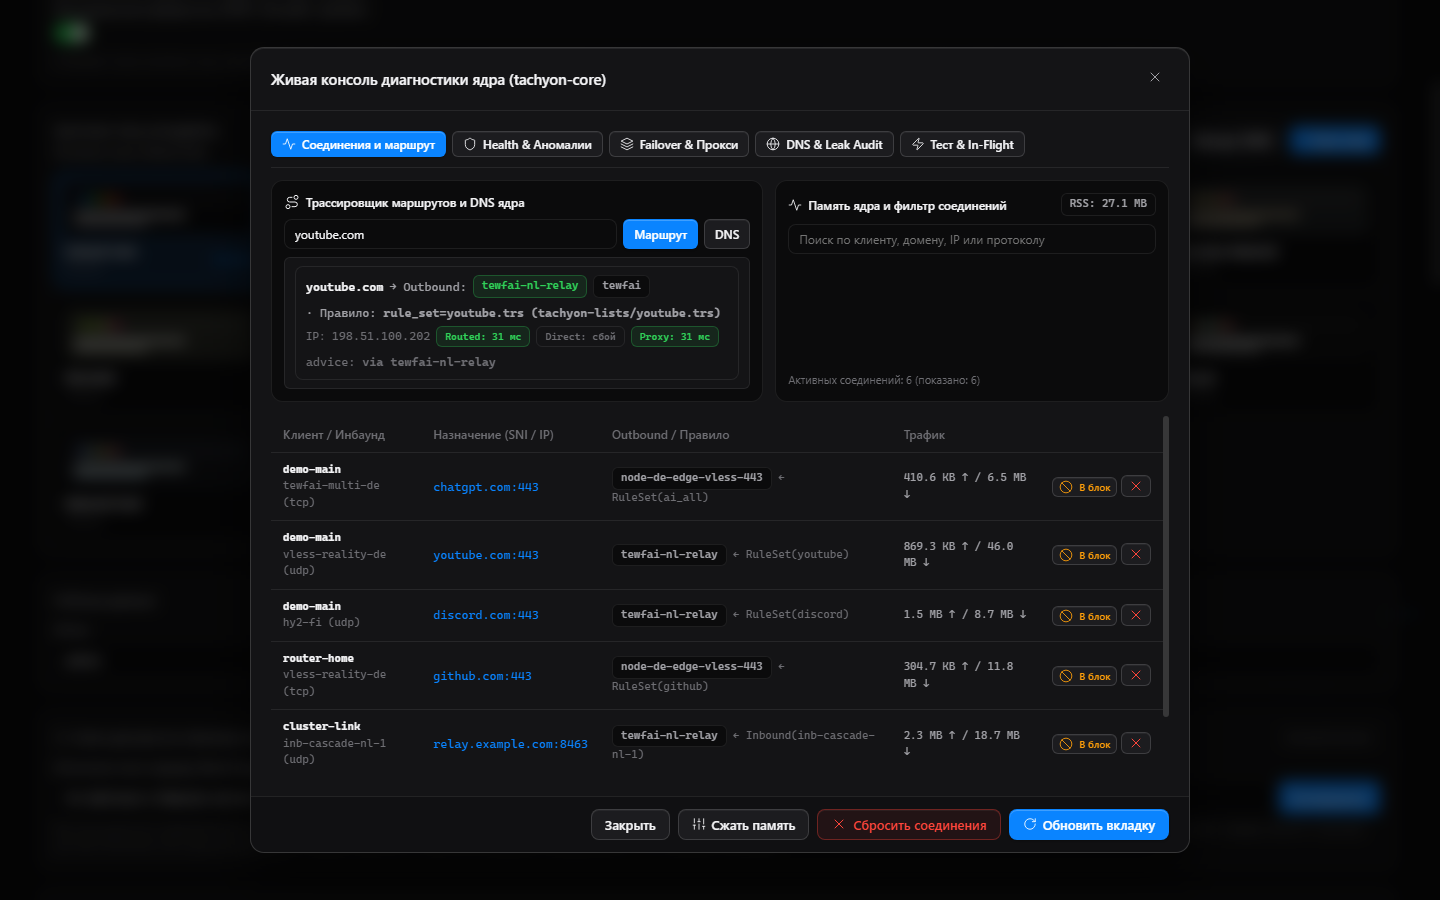 Живая консоль диагностики ядра (tachyon-core)
Соединения и маршрут
Health & Аномалии
Failover & Прокси
DNS & Leak Audit
Тест & In-Flight
Трассировщик маршрутов и DNS ядра
youtube.com
Маршрут
DNS
youtube.com → Outbound: tewfai-nl-relay tewfai
· Правило: rule_set=youtube.trs (tachyon-lists/youtube.trs)
IP: 198.51.100.202 Routed: 31 мс Direct: сбой Proxy: 31 мс
advice: via tewfai-nl-relay
Память ядра и фильтр соединений
RSS: 27.1 MB
Поиск по клиенту, домену, IP или протоколу
Активных соединений: 6 (показано: 6)
Клиент / Инбаунд
Назначение (SNI / IP)
Outbound / Правило
Трафик
demo-main
tewfai-multi-de
(tcp)
chatgpt.com:443
node-de-edge-vless-443 ←
RuleSet(ai_all)
410.6 KB ↑ / 6.5 MB
↓
В блок
demo-main
vless-reality-de
(udp)
youtube.com:443
tewfai-nl-relay ← RuleSet(youtube)
869.3 KB ↑ / 46.0
MB ↓
В блок
demo-main
hy2-fi (udp)
discord.com:443
tewfai-nl-relay ← RuleSet(discord)
1.5 MB ↑ / 8.7 MB ↓
В блок
router-home
vless-reality-de
(tcp)
github.com:443
node-de-edge-vless-443 ←
RuleSet(github)
304.7 KB ↑ / 11.8
MB ↓
В блок
cluster-link
inb-cascade-nl-1
(udp)
relay.example.com:8463
tewfai-nl-relay ← Inbound(inb-cascade-
nl-1)
2.3 MB ↑ / 18.7 MB
↓
В блок
Закрыть
Сжать память
Сбросить соединения
Обновить вкладку